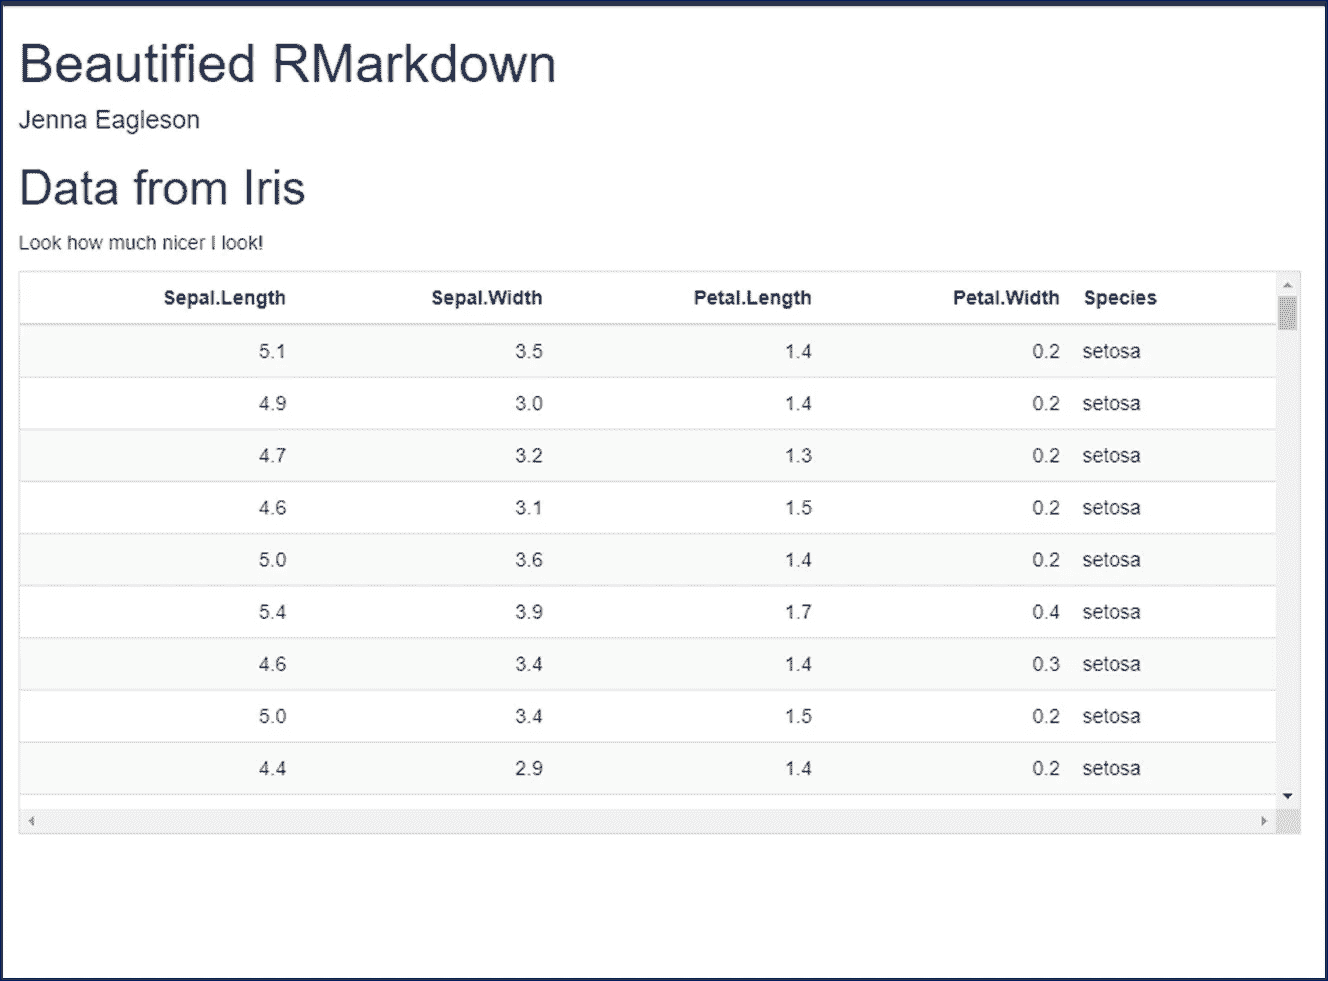 Beautified RMarkdown
Jenna Eagleson
Data from Iris
Look how much nicer I look!
Sepal.Length Sepal.Width Petal.Length Petal.Width Species
5.1 3.5 1.4 0.2 setosa
4.9 3.0 1.4 0.2 setosa
4.7 3.2 1.3 0.2 setosa
4.6 3.1 1.5 0.2 setosa
5.0 3.6 1.4 0.2 setosa
5.4 3.9 1.7 0.4 setosa
4.6 3.4 1.4 0.3 setosa
5.0 3.4 1.5 0.2 setosa
4.4 2.9 1.4 0.2 setosa